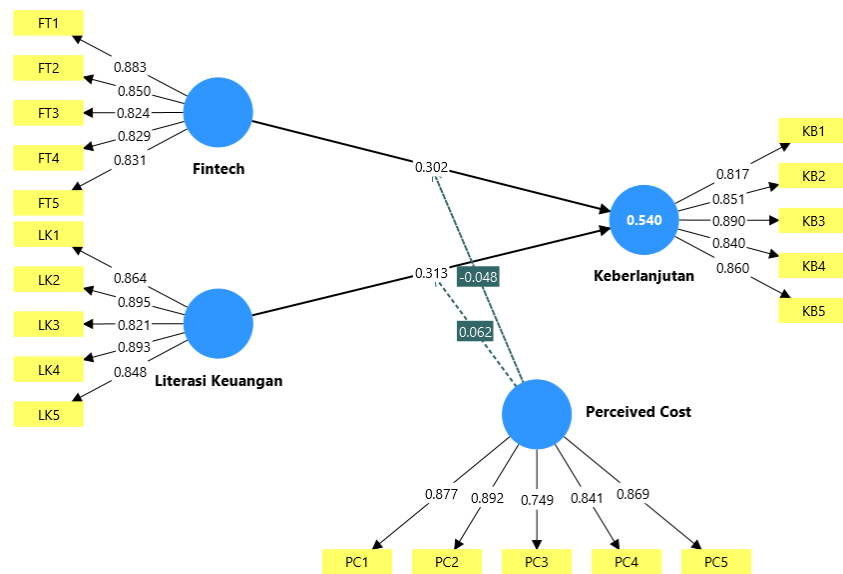 FT1
0.883
FT2
0.850
FT3
0.824
FT4
0.829
FT5
0.831
Fintech
LK1
0.864
LK2
0.895
LK3
0.821
LK4
0.893
LK5
0.848
Literasi Keuangan
0.302
0.313
-0.048
0.062
0.540
Keberlanjutan
KB1
0.817
KB2
0.851
KB3
0.890
KB4
0.840
KB5
0.860
Perceived Cost
0.877
0.892
0.749
0.841
0.869
PC1
PC2
PC3
PC4
PC5